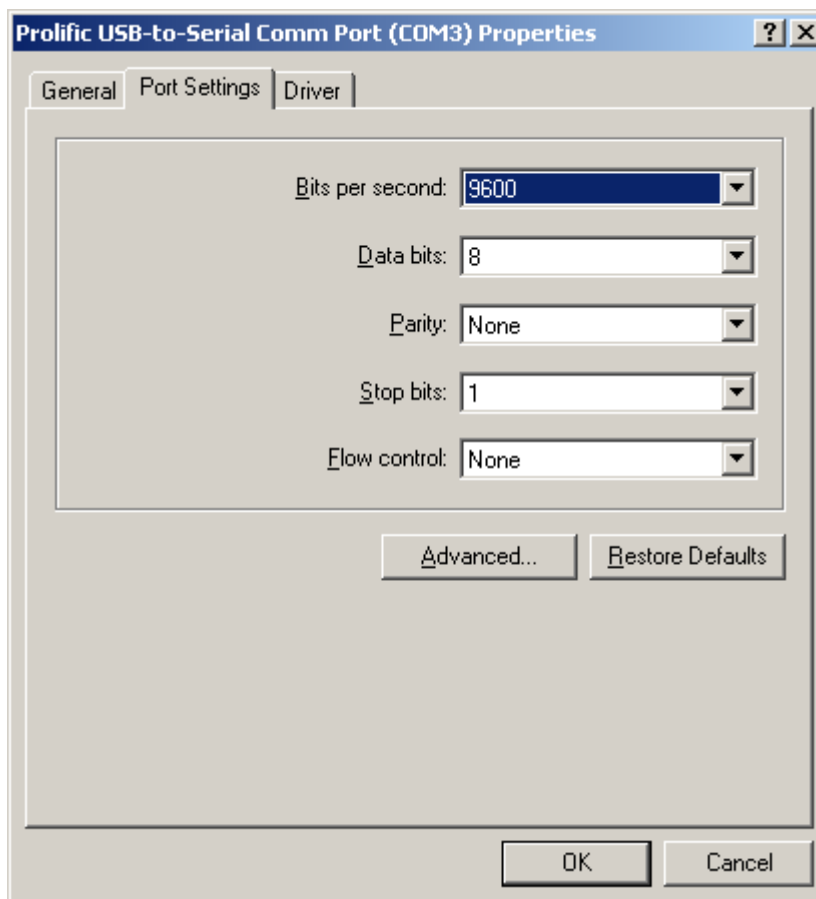 Prolific USB-to-Serial Comm Port (COM3) Properties
General Port Settings Driver
Bits per second: 9600
Data bits: 8
Parity: None
Stop bits: 1
Flow control: None
Advanced... Restore Defaults
OK Cancel